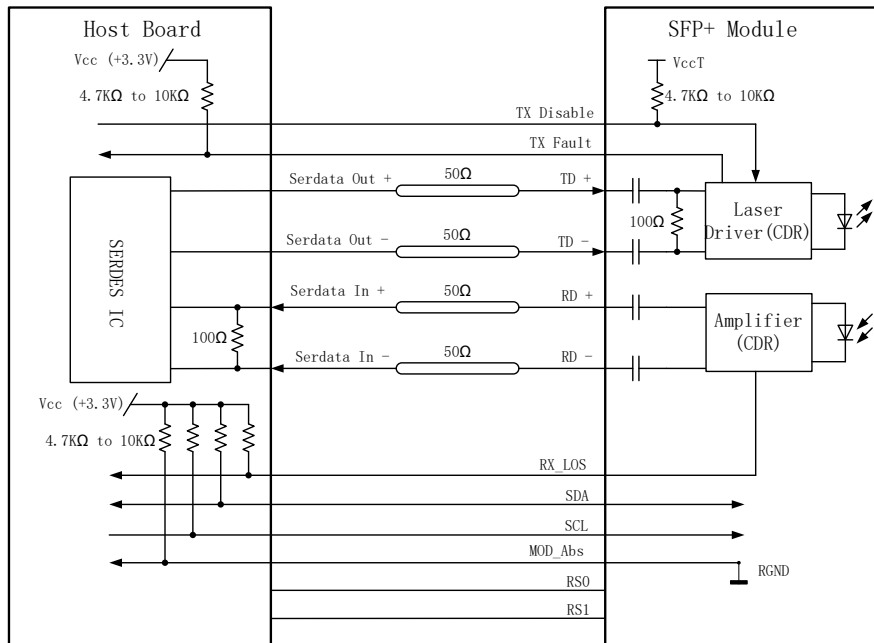 Host Board
SFP+ Module
Vcc (+3.3V)
VccT
4.7KΩ to 10KΩ
4.7KΩ to 10KΩ
TX Disable
TX Fault
Serdata Out +
50Ω
TD +
Laser
Driver(CDR)
100Ω
Serdata Out -
50Ω
TD -
SERDES IC
Serdata In +
50Ω
RD +
100Ω
Amplifier
(CDR)
Serdata In -
50Ω
RD -
Vcc (+3.3V)
4.7KΩ to 10KΩ
RX_LOS
SDA
SCL
MOD_Abs
RGND
RS0
RS1